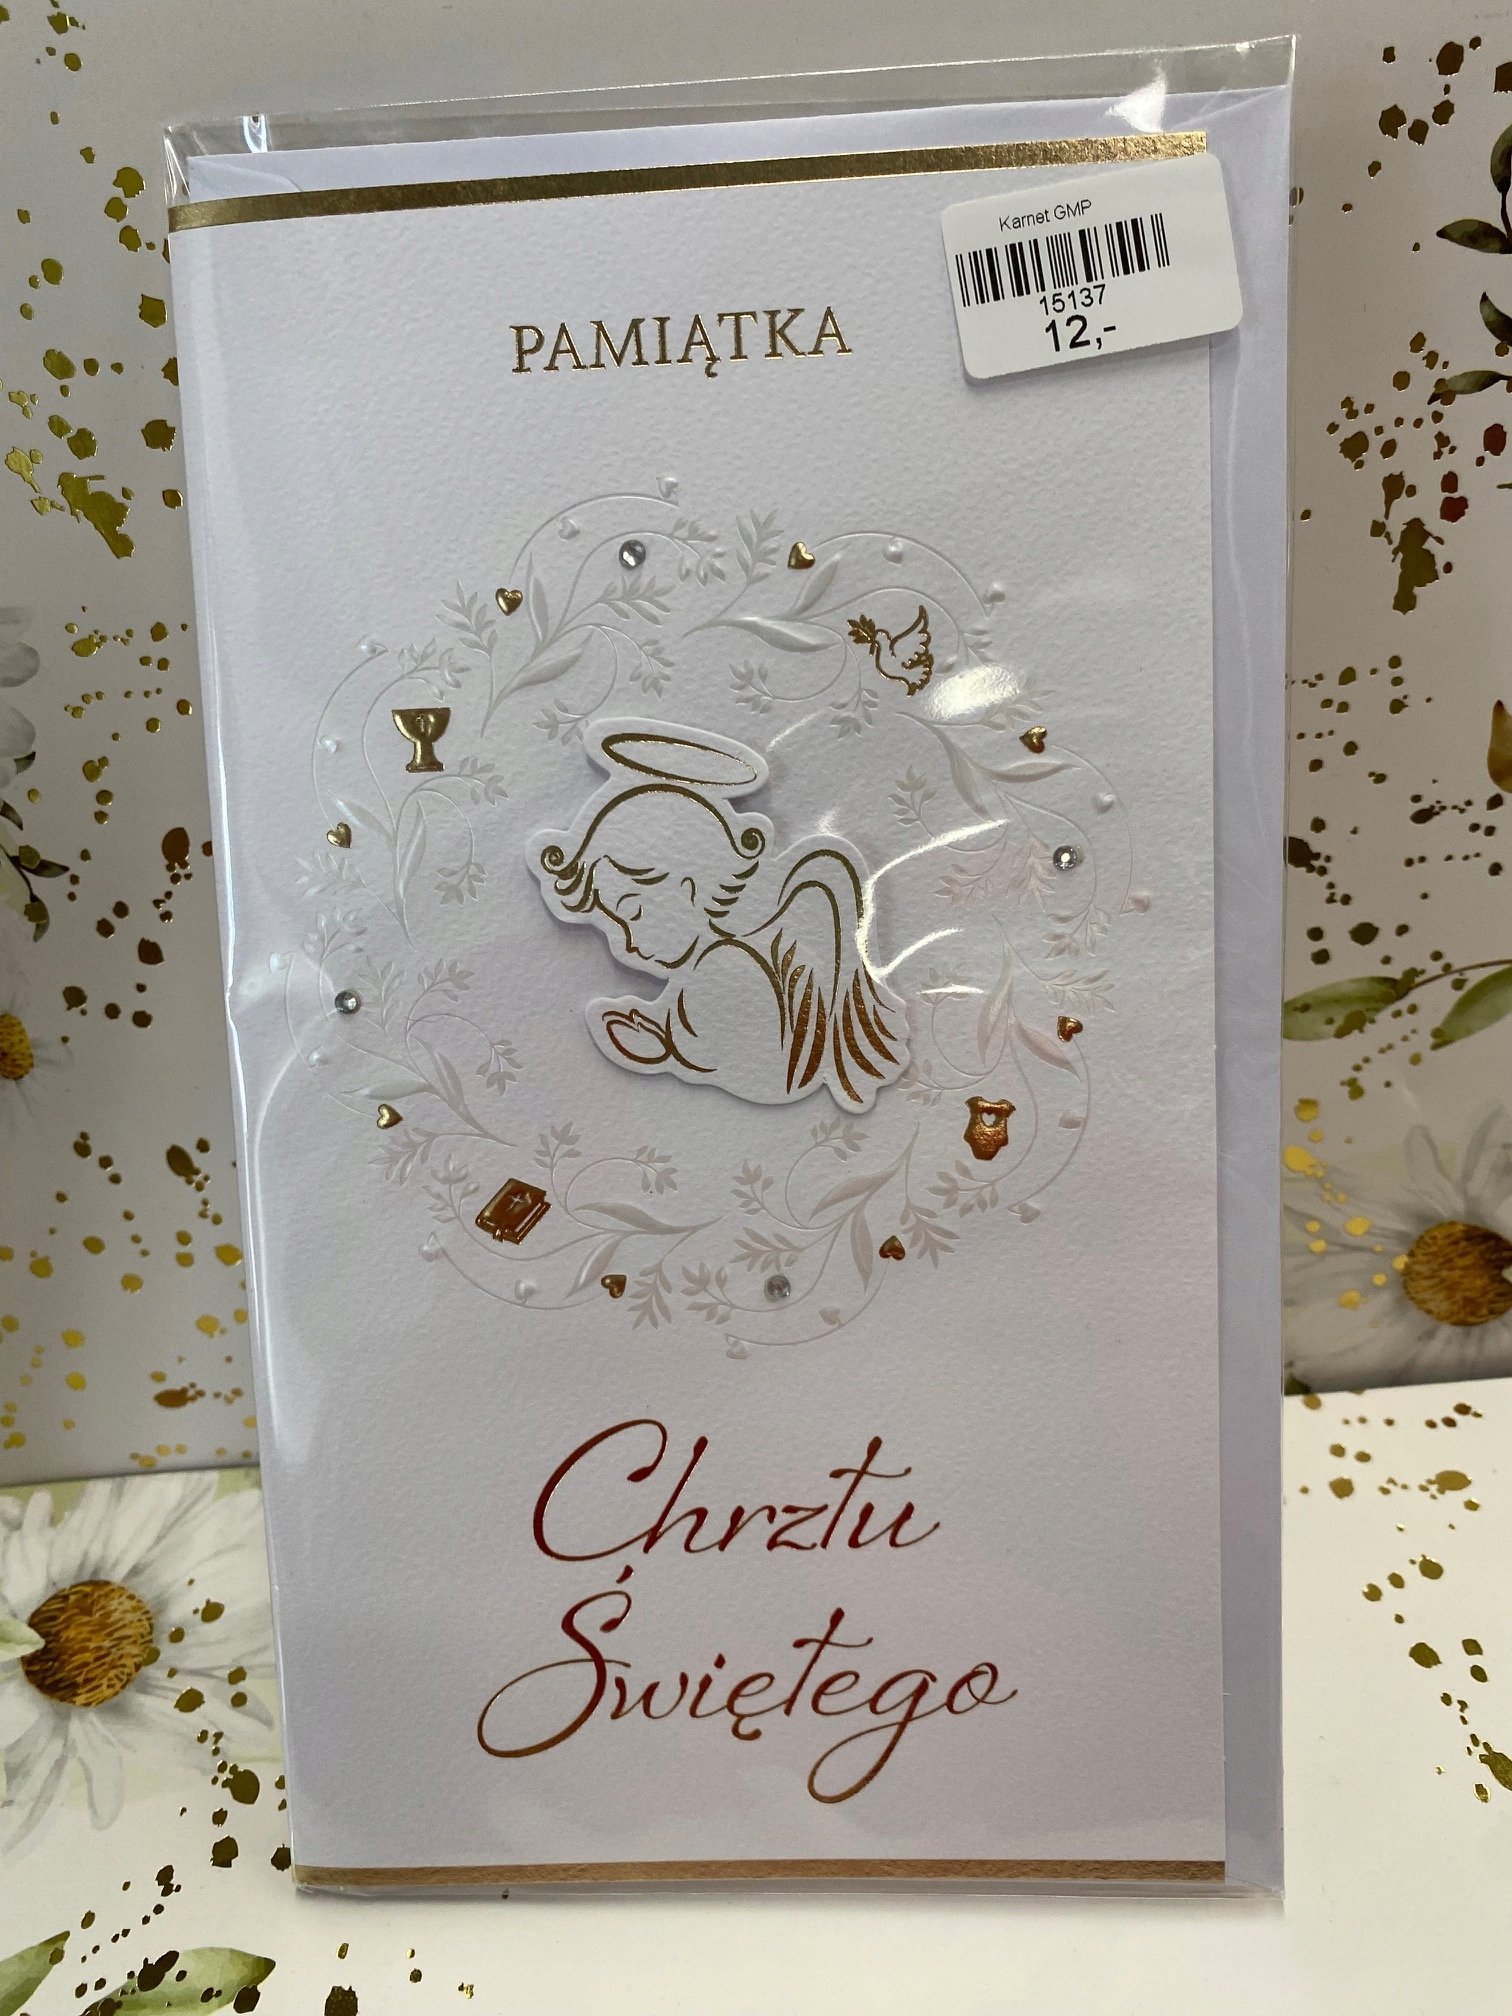 Karnet GMP
15137
12,-
PAMIĄTKA
Chrztu
Świętego